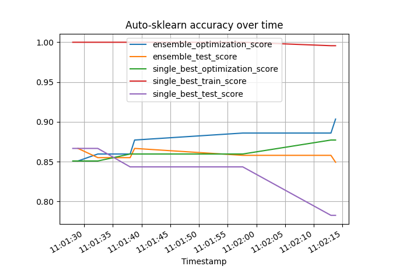 Auto-sklearn accuracy over time
ensemble_optimization_score
ensemble_test_score
single_best_optimization_score
single_best_train_score
single_best_test_score
1.00
0.95
0.90
0.85
0.80
11:01:30
11:01:35
11:01:40
11:01:45
11:01:50
11:01:55
11:02:00
11:02:05
11:02:10
11:02:15
Timestamp